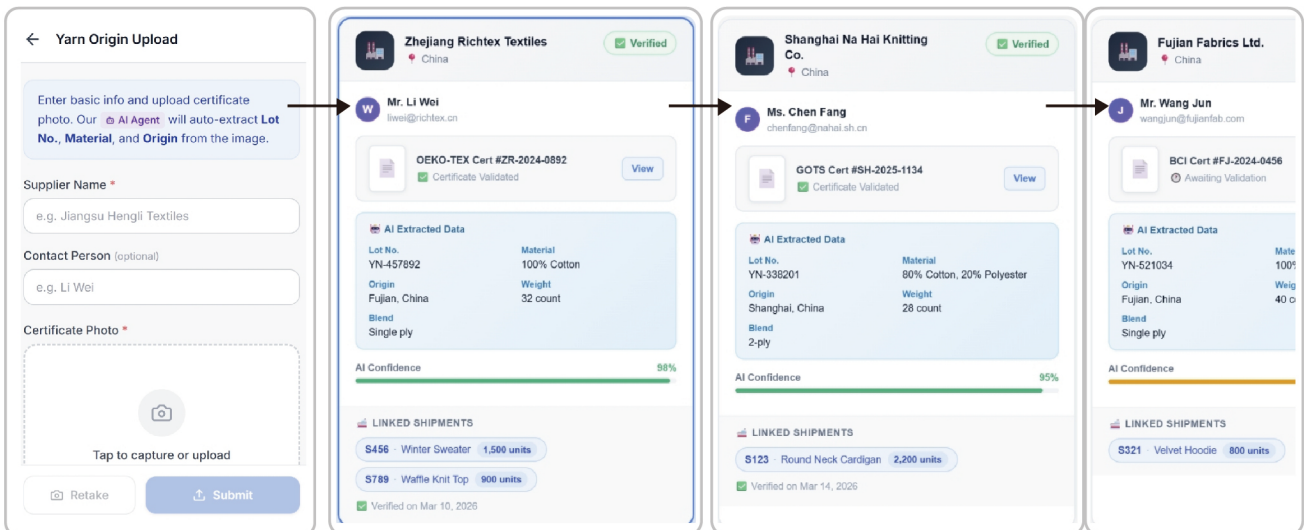 Yarn Origin Upload
Enter basic info and upload certificate
photo. Our AI Agent will auto-extract Lot
No., Material, and Origin from the image.
Supplier Name *
e.g. Jiangsu Hengli Textiles
Contact Person (optional)
e.g. Li Wei
Certificate Photo *
Tap to capture or upload
Retake
Submit
Zhejiang Richtex Textiles
China
Verified
W
Mr. Li Wei
liwei@richtex.cn
OEKO-TEX Cert #ZR-2024-0892
Certificate Validated
View
AI Extracted Data
Lot No. Material
YN-457892 100% Cotton
Origin Weight
Fujian, China 32 count
Blend
Single ply
AI Confidence 98%
LINKED SHIPMENTS
S456 · Winter Sweater 1,500 units
S789 · Waffle Knit Top 900 units
Verified on Mar 10, 2026
Shanghai Na Hai Knitting
Co.
China
Verified
F
Ms. Chen Fang
chenfang@nahai.sh.cn
GOTS Cert #SH-2025-1134
Certificate Validated
View
AI Extracted Data
Lot No. Material
YN-338201 80% Cotton, 20% Polyester
Origin Weight
Shanghai, China 28 count
Blend
2-ply
AI Confidence 95%
LINKED SHIPMENTS
S123 · Round Neck Cardigan 2,200 units
Verified on Mar 14, 2026
Fujian Fabrics Ltd.
China
J
Mr. Wang Jun
wangjun@fujianfab.com
BCI Cert #FJ-2024-0456
Awaiting Validation
AI Extracted Data
Lot No. Mate
YN-521034 100%
Origin Weig
Fujian, China 40 c
Blend
Single ply
AI Confidence
LINKED SHIPMENTS
S321 · Velvet Hoodie 800 units